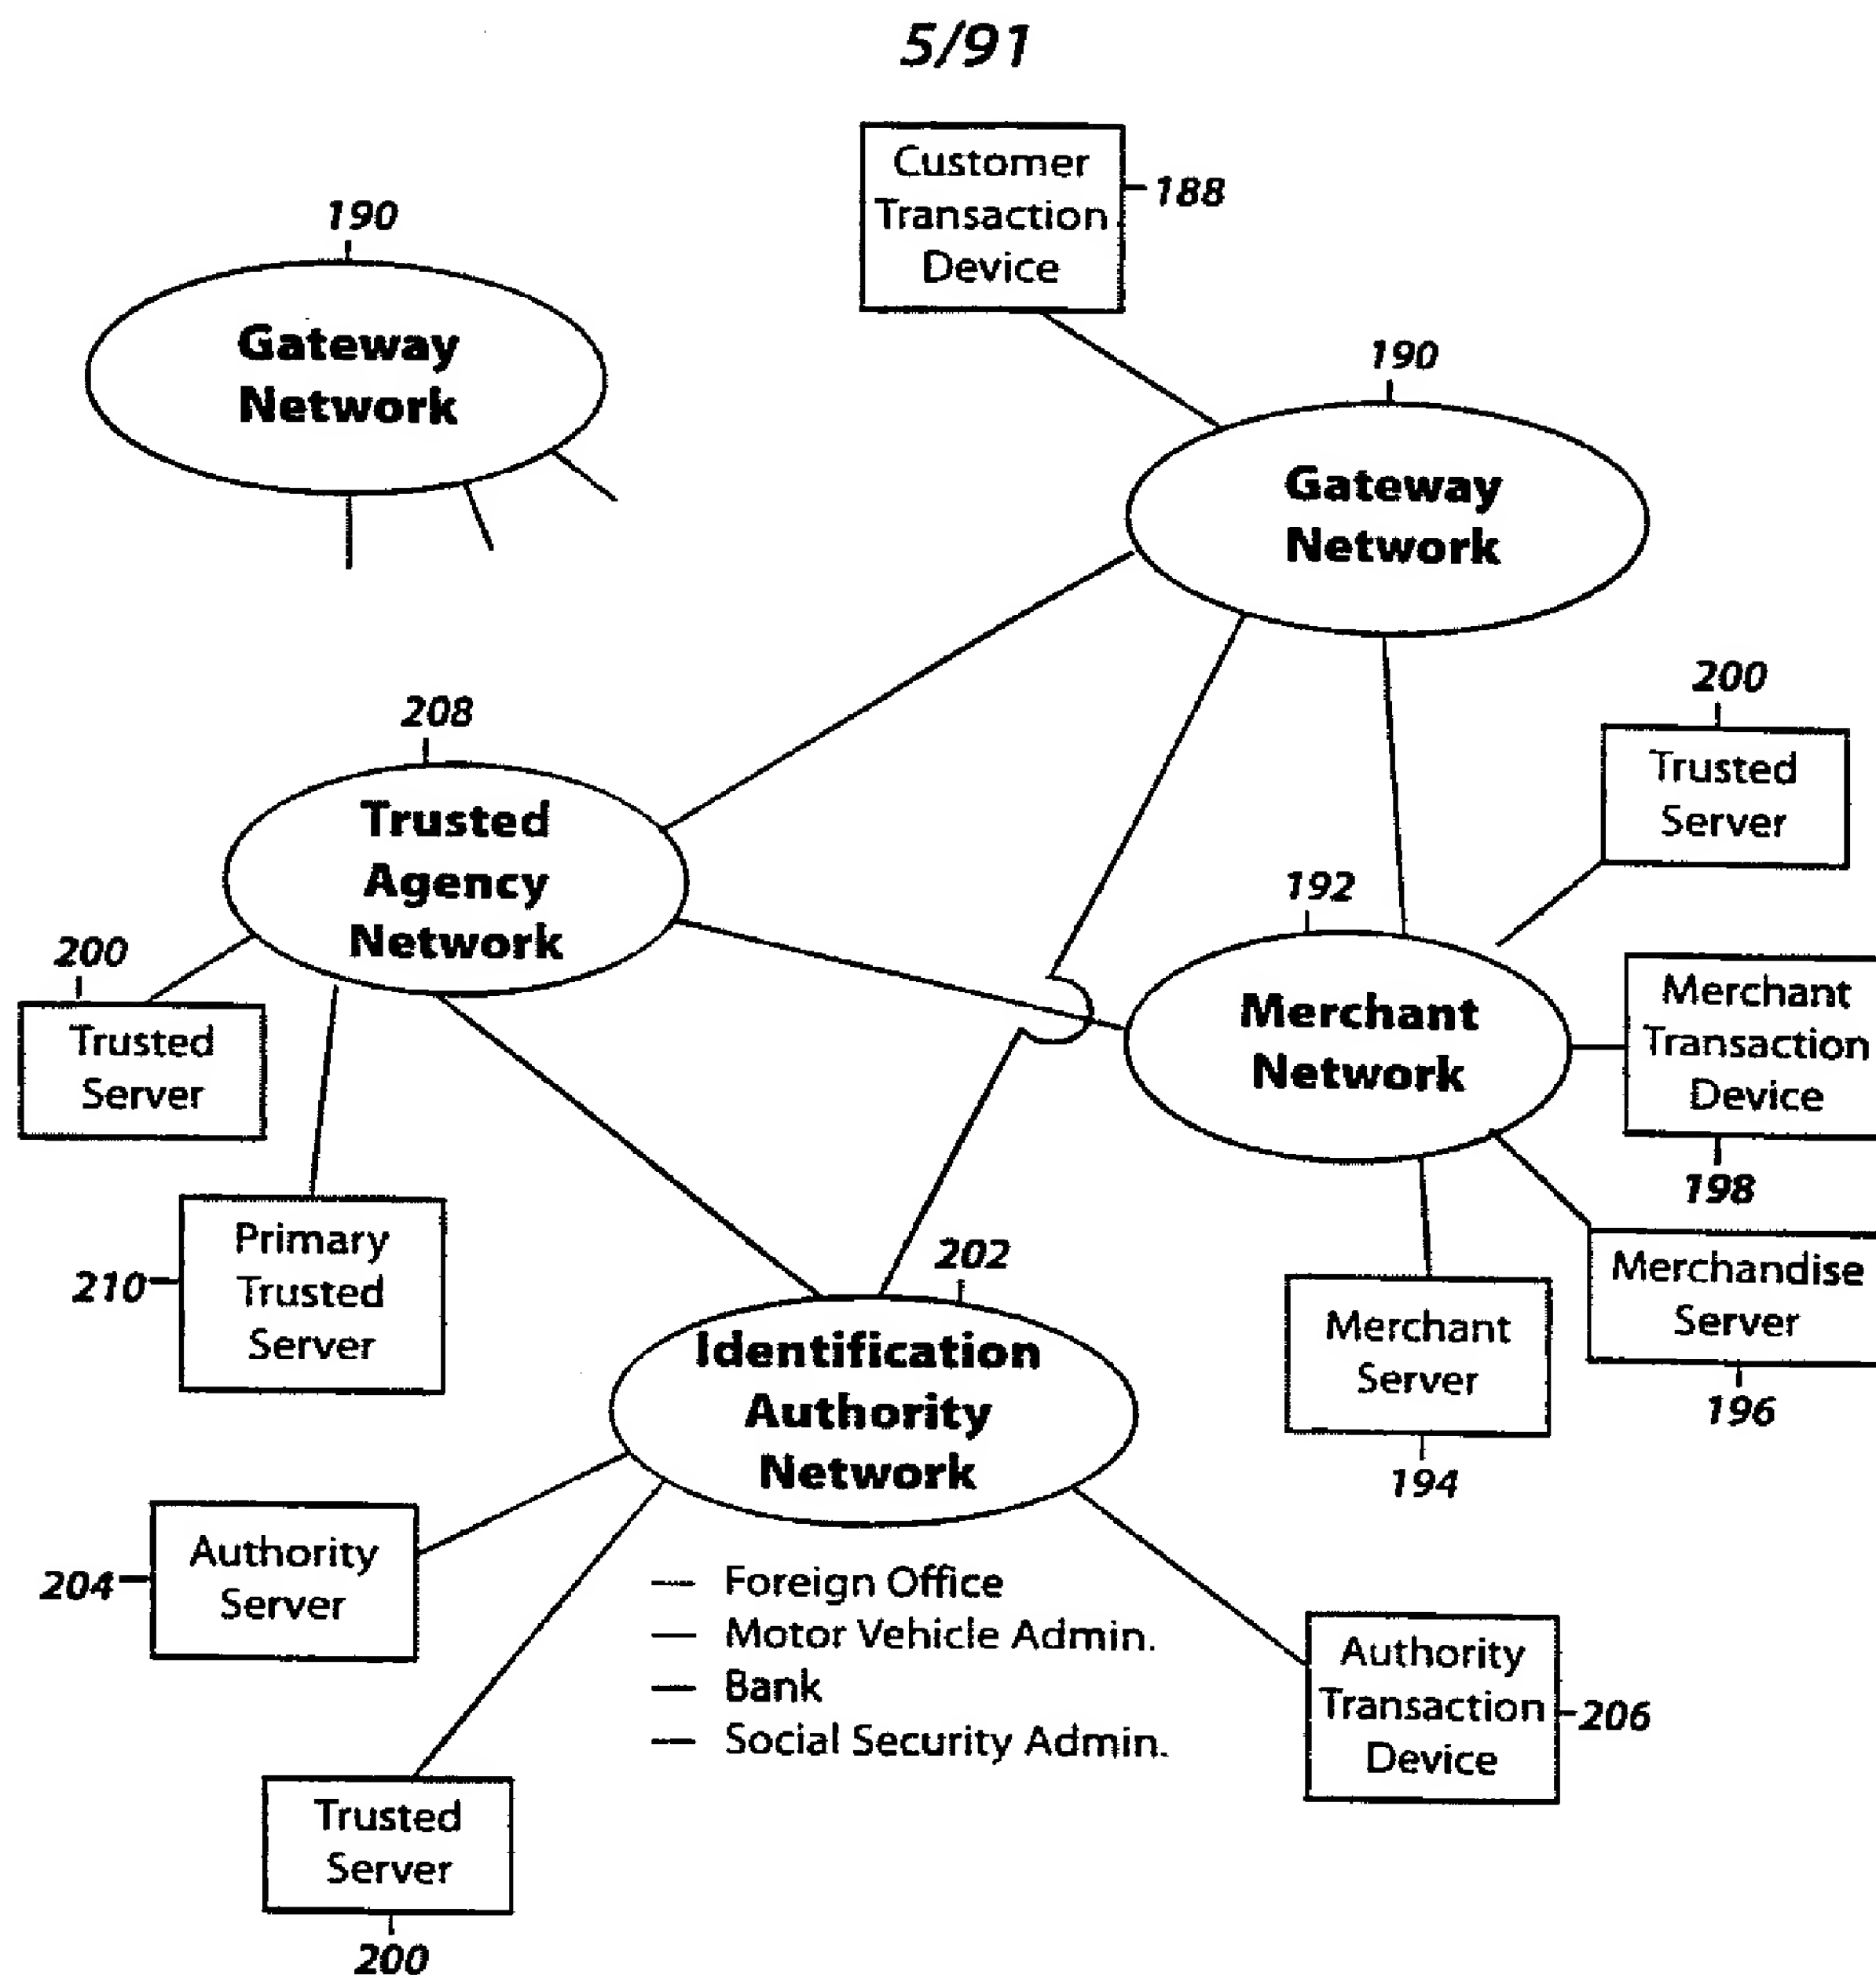 5/91
Customer
Transaction
Device
188
190
Gateway
Network
190
Gateway
Network
200
Trusted
Server
208
Trusted
Agency
Network
192
Merchant
Network
200
Trusted
Server
Merchant
Transaction
Device
198
Primary
Trusted
Server
210
202
Identification
Authority
Network
Merchandise
Server
196
Merchant
Server
194
Authority
Server
204
— Foreign Office
— Motor Vehicle Admin.
— Bank
— Social Security Admin.
Authority
Transaction
Device
206
Trusted
Server
200